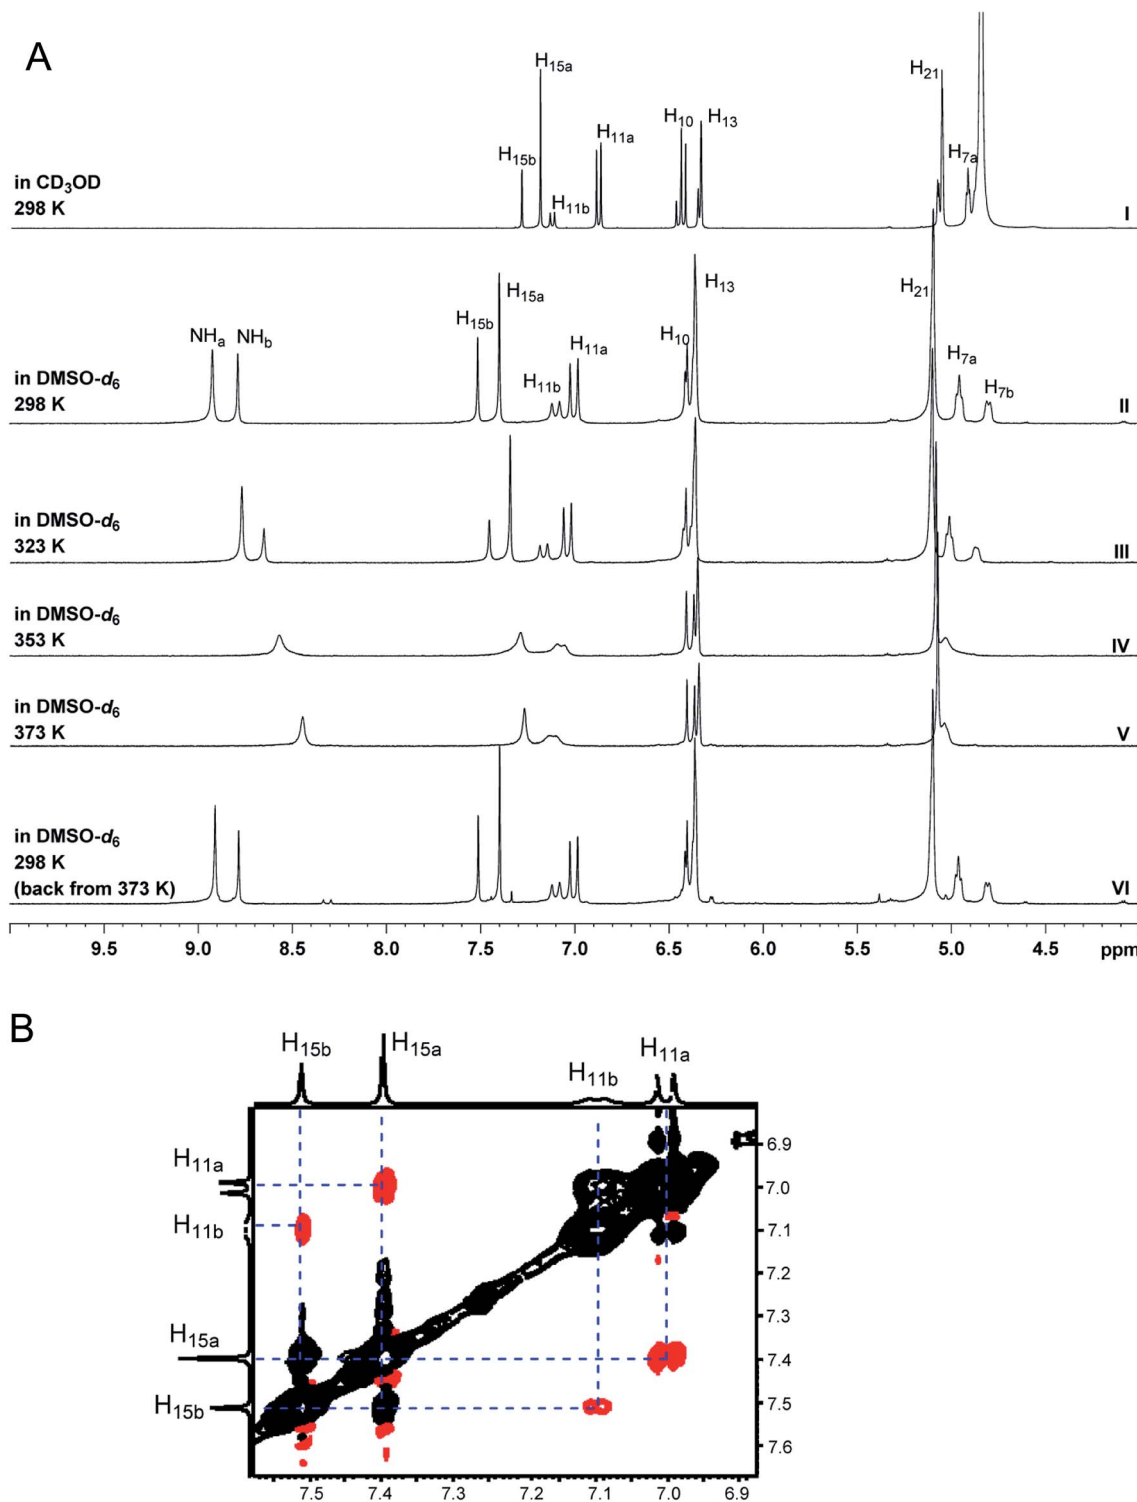 A
H15a
H21
H10
H13
H11a
H15b
H7a
in CD3OD
298 K
H11b
I
H13
H21
H15a
H15b
NHa
NHb
H11a
H10
H7a
in DMSO-d6
298 K
H11b
H7b
II
in DMSO-d6
323 K
III
in DMSO-d6
353 K
IV
in DMSO-d6
373 K
V
in DMSO-d6
298 K
(back from 373 K)
VI
9.5 9.0 8.5 8.0 7.5 7.0 6.5 6.0 5.5 5.0 4.5 ppm
B
H15b
H15a
H11b
H11a
H11a
H11b
H15a
H15b
6.9
7.0
7.1
7.2
7.3
7.4
7.5
7.6
7.5 7.4 7.3 7.2 7.1 7.0 6.9